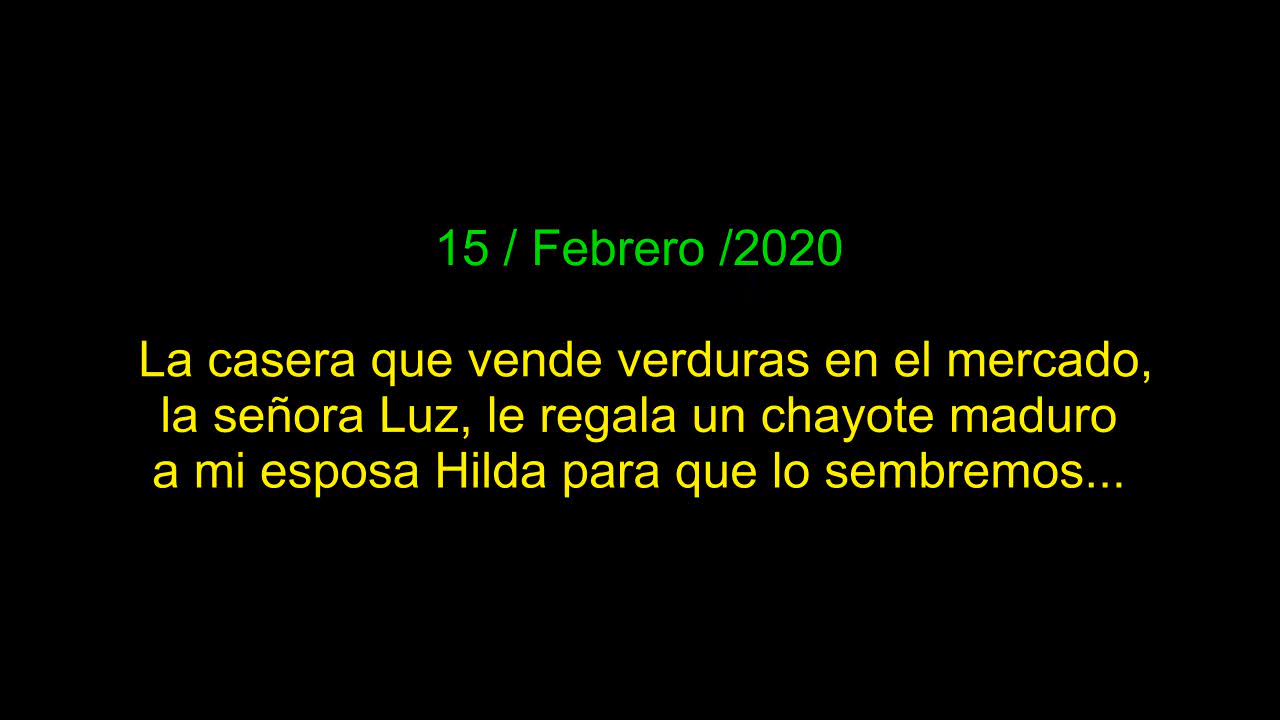 15 / Febrero /2020
La casera que vende verduras en el mercado,
la señora Luz, le regala un chayote maduro
a mi esposa Hilda para que lo sembremos...